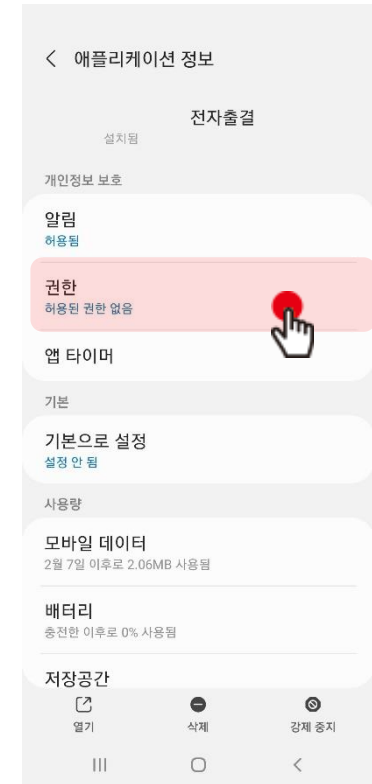 애플리케이션 정보
전자출결
설치됨
개인정보 보호
알림
허용됨
권한
허용된 권한 없음
앱 타이머
기본
기본으로 설정
설정 안 됨
사용량
모바일 데이터
2월 7일 이후로 2.06MB 사용됨
배터리
충전한 이후로 0% 사용됨
저장공간
열기 삭제 강제 중지